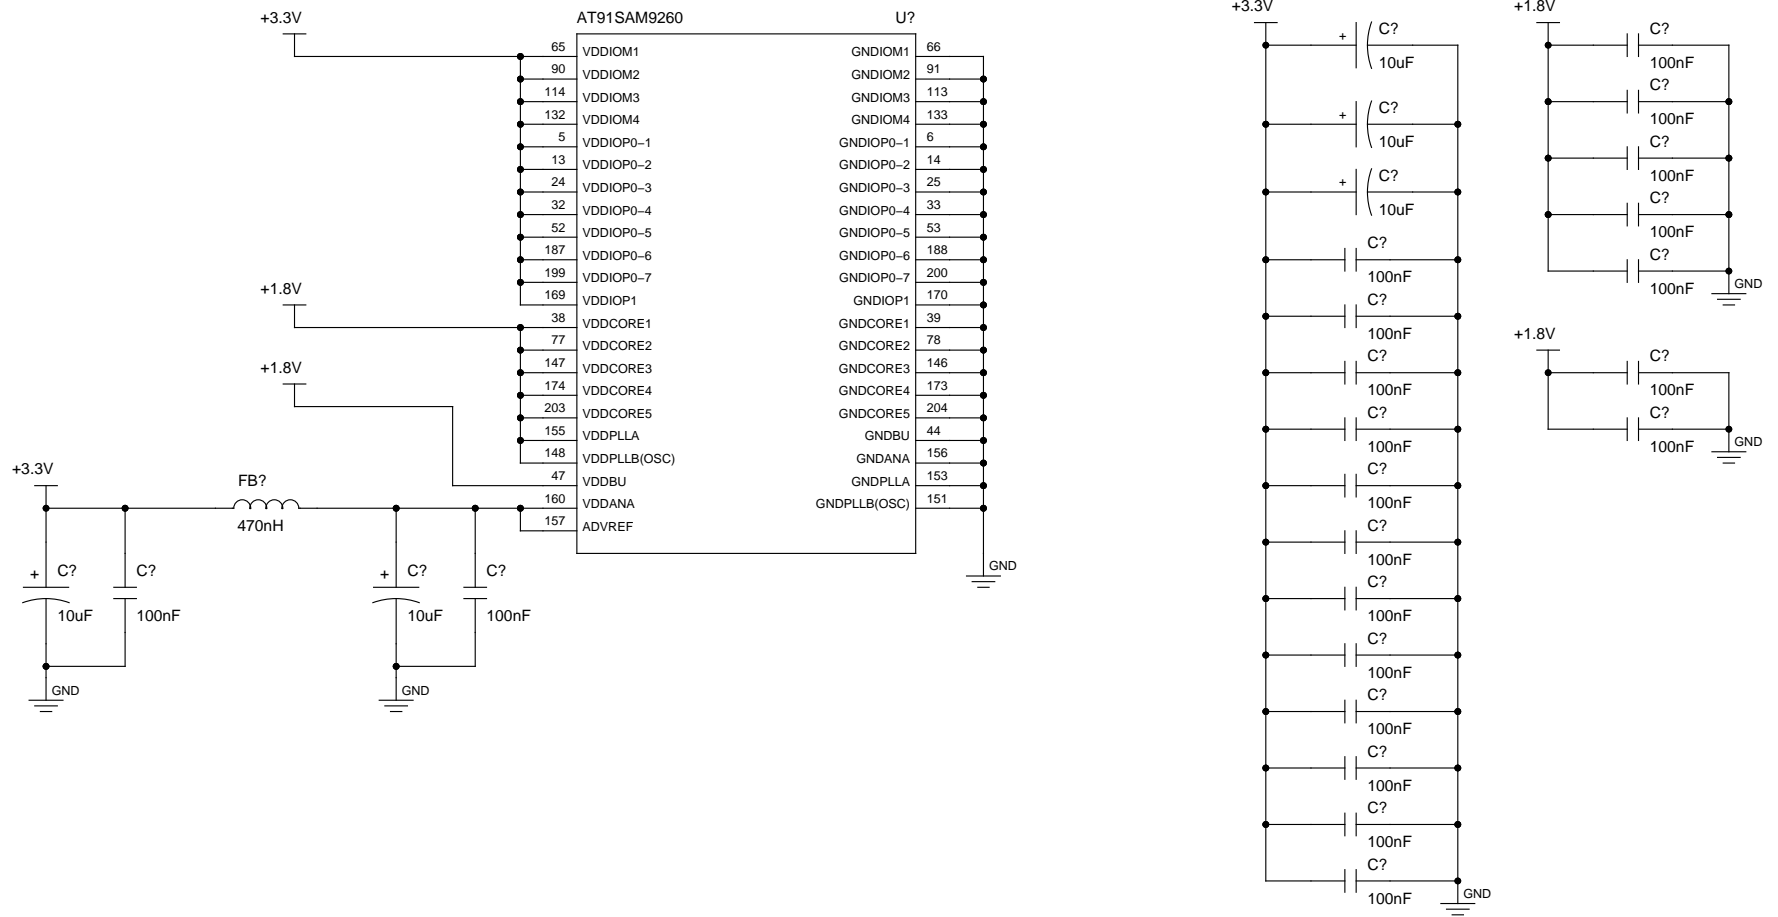 +3.3V
AT91SAM9260 U?
65 VDDIOM1 GNDIOM1 66
90 VDDIOM2 GNDIOM2 91
114 VDDIOM3 GNDIOM3 113
132 VDDIOM4 GNDIOM4 133
5 VDDIOP0-1 GNDIOP0-1 6
13 VDDIOP0-2 GNDIOP0-2 14
24 VDDIOP0-3 GNDIOP0-3 25
32 VDDIOP0-4 GNDIOP0-4 33
52 VDDIOP0-5 GNDIOP0-5 53
187 VDDIOP0-6 GNDIOP0-6 188
199 VDDIOP0-7 GNDIOP0-7 200
169 VDDIOP1 GNDIOP1 170
+1.8V
38 VDDCORE1 GNDCORE1 39
77 VDDCORE2 GNDCORE2 78
147 VDDCORE3 GNDCORE3 146
+1.8V
174 VDDCORE4 GNDCORE4 173
203 VDDCORE5 GNDCORE5 204
155 VDDPLLA GNDBU 44
148 VDDPLLB(OSC) GNDANA 156
47 VDDBU GNDPLLA 153
160 VDDANA GNDPLLB(OSC) 151
157 ADVREF
GND
+3.3V
FB?
470nH
+ C?
10uF
C?
100nF
GND
+ C?
10uF
C?
100nF
GND
+3.3V
+ C?
10uF
+ C?
10uF
+ C?
10uF
C?
100nF
C?
100nF
C?
100nF
C?
100nF
C?
100nF
C?
100nF
C?
100nF
C?
100nF
C?
100nF
C?
100nF
C?
100nF
C?
100nF
GND
+1.8V
C?
100nF
C?
100nF
C?
100nF
C?
100nF
C?
100nF
GND
+1.8V
C?
100nF
C?
100nF
GND